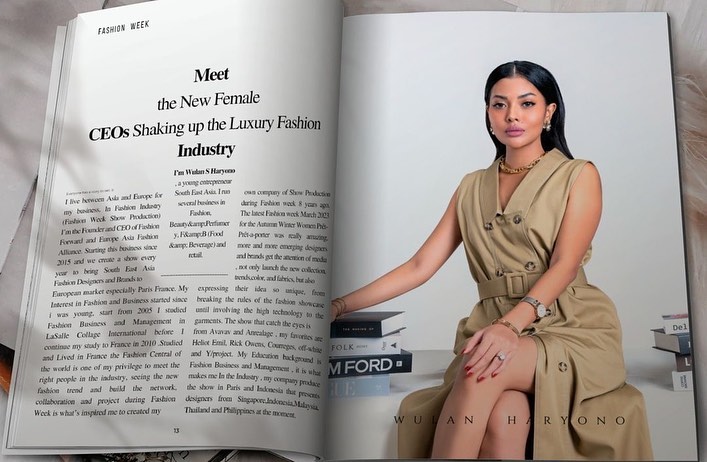 FASHION WEEK
Meet
the New Female
CEOs Shaking up the Luxury Fashion
Industry
I live between Asia and Europe for
my business, In Fashion Industry
(Fashion Week Show Production)
I'm the Founder and CEO of Fashion
Forward and Europe Asia Fashion
Alliance. Starting this business since
2015 and we create a show every
year to bring South East Asia
Fashion Designers and Brands to
European market especially Paris France. My
Interest in Fashion and Business started since
i was young, start from 2005 I studied
Fashion Business and Management in
LaSalle Collage International before I
continue my study to France in 2010 .Studied
and Lived in France the Fashion Central of
the world is one of my privilege to meet the
right people in the industry, seeing the new
fashion trend and build the network,
collaboration and project during Fashion
Week is what's inspired me to created my
I'm Wulan S Haryono
, a young entrepreneur
South East Asia. I run
several business in
Fashion,
Beauty&amp;Perfumer
y, F&amp;B (Food
&amp; Beverage) and
retail.
own company of Show Production
during Fashion week 8 years ago,
The latest Fashion week March 2023
for the Autumn Winter Women Prêt-
Prêt-a-porter was really amazing,
more and more emerging designers
and brands get the attention of media
, not only launch the new collection,
trends,color, and fabrics, but also
expressing their idea so unique, from
breaking the rules of the fashion showcase
until involving the high technology to the
garments. The show that catch the eyes is
from Avavav and Anrealage , my favorites are
Heliot Emil, Rick Owens, Courreges, off-white
and Y/project. My Education background in
Fashion Business and Management , it is what
makes me In the Industry , my company produce
the show in Paris and Indonesia that presents
designers from Singapore,Indonesia,Malaysia,
Thailand and Philippines at the moment.
13
THE MAKING OF
FOLK
M FORD
WULAN HARYONO